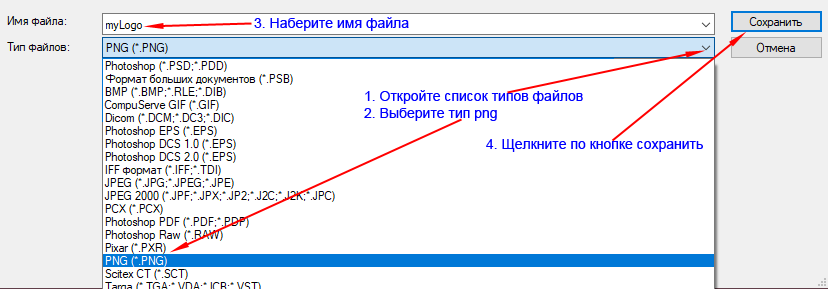 Имя файла:
myLogo
3. Наберите имя файла
Сохранить
Тип файлов:
PNG (*.PNG)
Отмена
Photoshop (*.PSD;*.PDD)
Формат больших документов (*.PSB)
BMP (*.BMP;*.RLE;*.DIB)
1. Откройте список типов файлов
CompuServe GIF (*.GIF)
2. Выберите тип png
Dicom (*.DCM;*.DC3;*.DIC)
Photoshop EPS (*.EPS)
Photoshop DCS 1.0 (*.EPS)
4. Щелкните по кнопке сохранить
Photoshop DCS 2.0 (*.EPS)
IFF формат (*.IFF;*.TDI)
JPEG (*.JPG;*.JPEG;*.JPE)
JPEG 2000 (*.JPF;*.JPX;*.JP2;*.J2C;*.J2K;*.JPC)
PCX (*.PCX)
Photoshop PDF (*.PDF;*.PDP)
Photoshop Raw (*.RAW)
Pixar (*.PXR)
PNG (*.PNG)
Scitex CT (*.SCT)
Targa (*.TGA;*.VDA;*.ICB;*.VST)